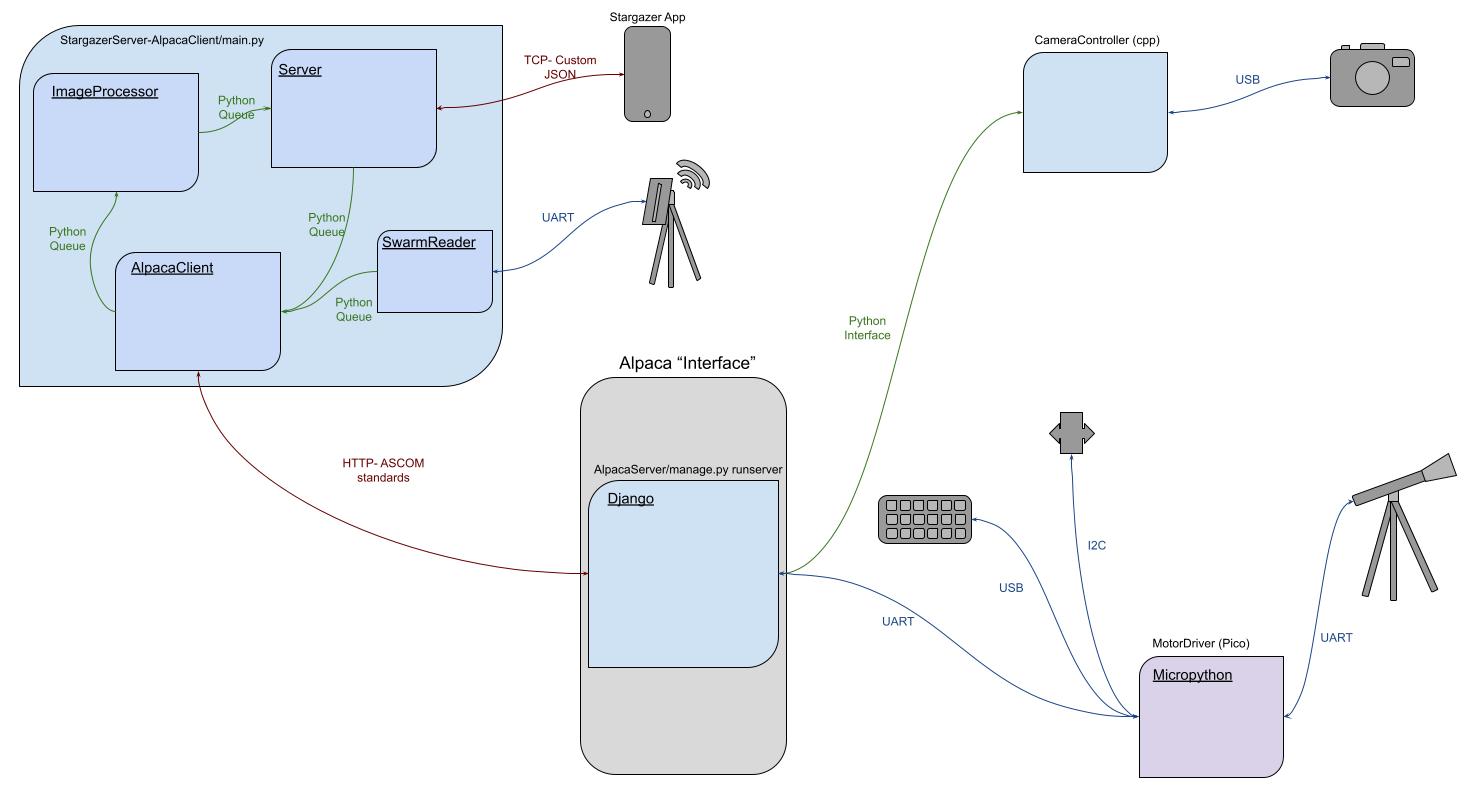 Stargazer App
StargazerServer-AlpacaClient/main.py
CameraController (cpp)
Server
TCP- Custom
JSON
ImageProcessor
Python
Queue
USB
Python
Queue
UART
Python
Queue
SwarmReader
AlpacaClient
Python
Queue
Python
Interface
Alpaca “Interface”
HTTP- ASCOM
standards
AlpacaServer/manage.py runserver
Django
I2C
USB
UART
UART
MotorDriver (Pico)
Micropython